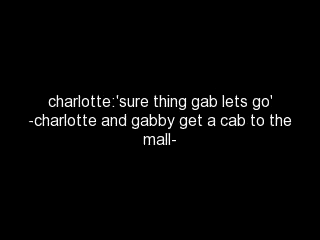 charlotte:'sure thing gab lets go'
-charlotte and gabby get a cab to the
mall-